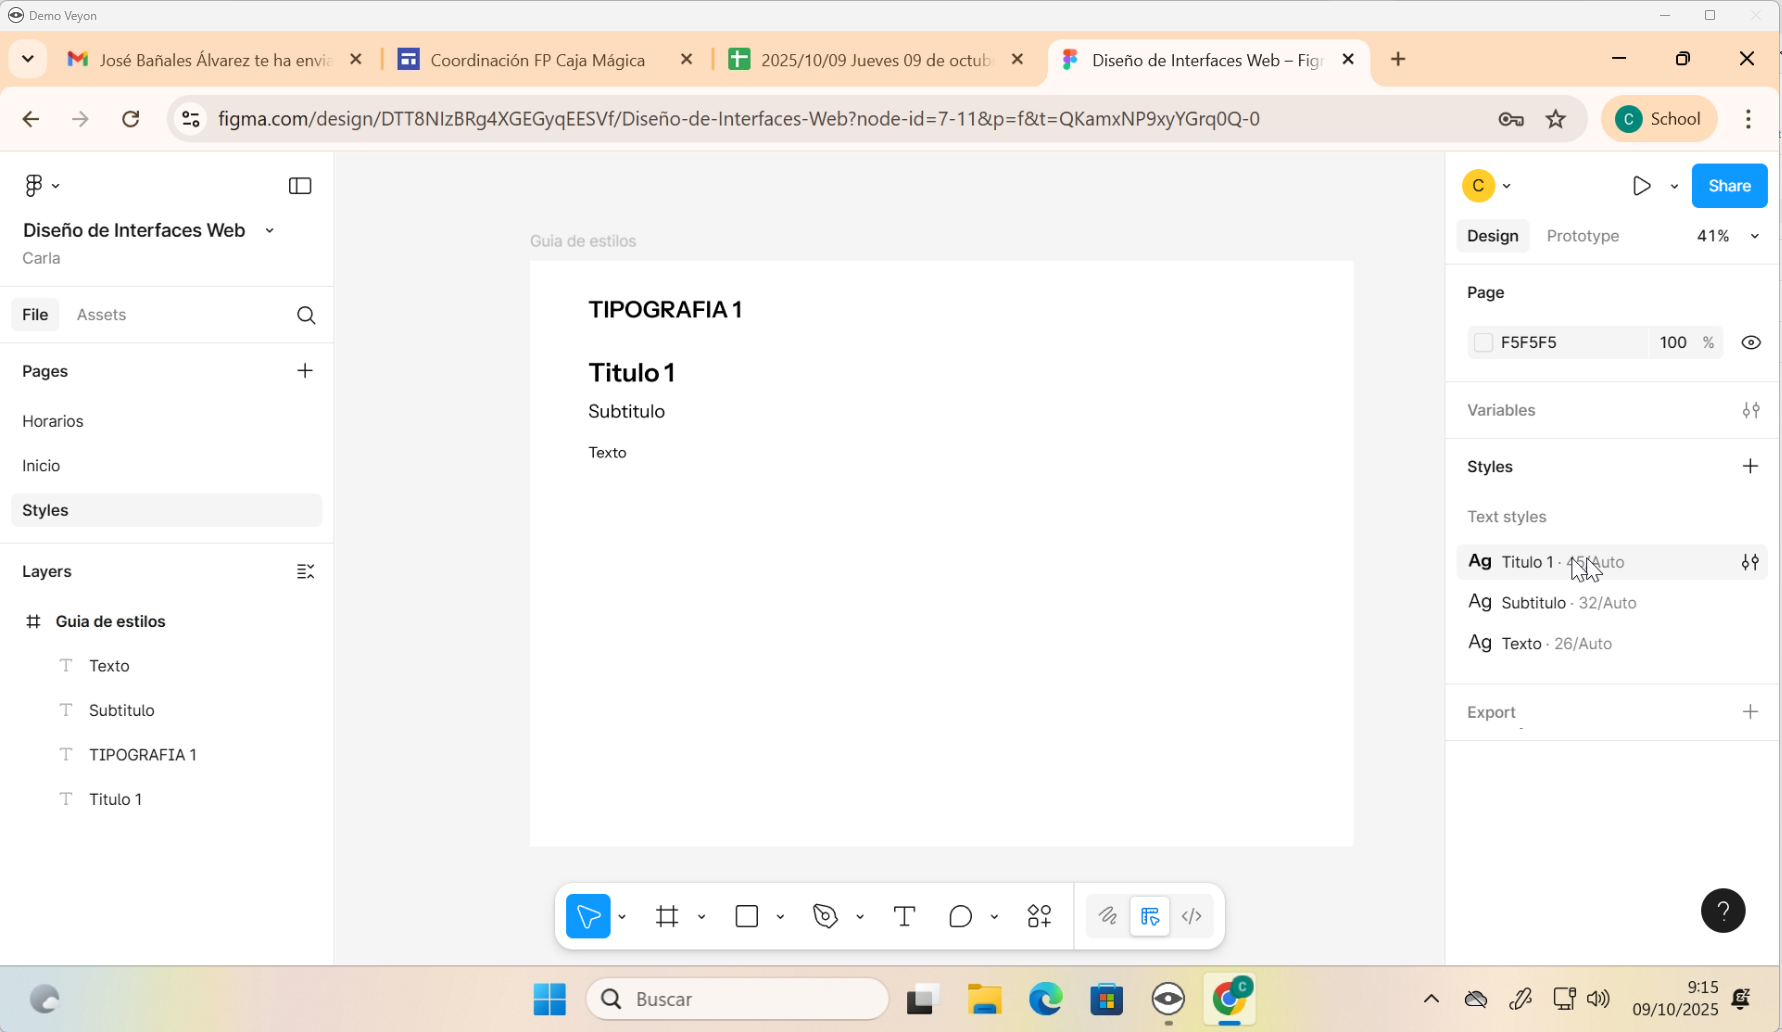 Demo Veyon
José Bañales Álvarez te ha envia
Coordinación FP Caja Mágica
2025/10/09 Jueves 09 de octub
Diseño de Interfaces Web – Fig
figma.com/design/DTT8NIzBRg4XGEGyqEESVf/Diseño-de-Interfaces-Web?node-id=7-11&p=f&t=QKamxNP9xyYGrq0Q-0
C School
Diseño de Interfaces Web
Carla
File Assets
Pages
Horarios
Inicio
Styles
Layers
Guia de estilos
Texto
Subtitulo
TIPOGRAFIA 1
Titulo 1
Guia de estilos
TIPOGRAFIA 1
Titulo 1
Subtitulo
Texto
C
Share
Design Prototype 41%
Page
F5F5F5 100 %
Variables
Styles
Text styles
Ag Titulo 1 · 45/Auto
Ag Subtitulo · 32/Auto
Ag Texto · 26/Auto
Export
?
Buscar
C
9:15
09/10/2025